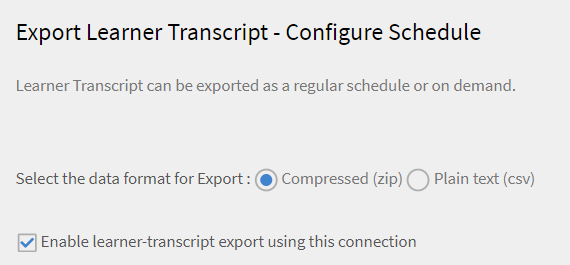 Export Learner Transcript - Configure Schedule
Learner Transcript can be exported as a regular schedule or on demand.
Select the data format for Export : Compressed (zip) Plain text (csv)
Enable learner-transcript export using this connection